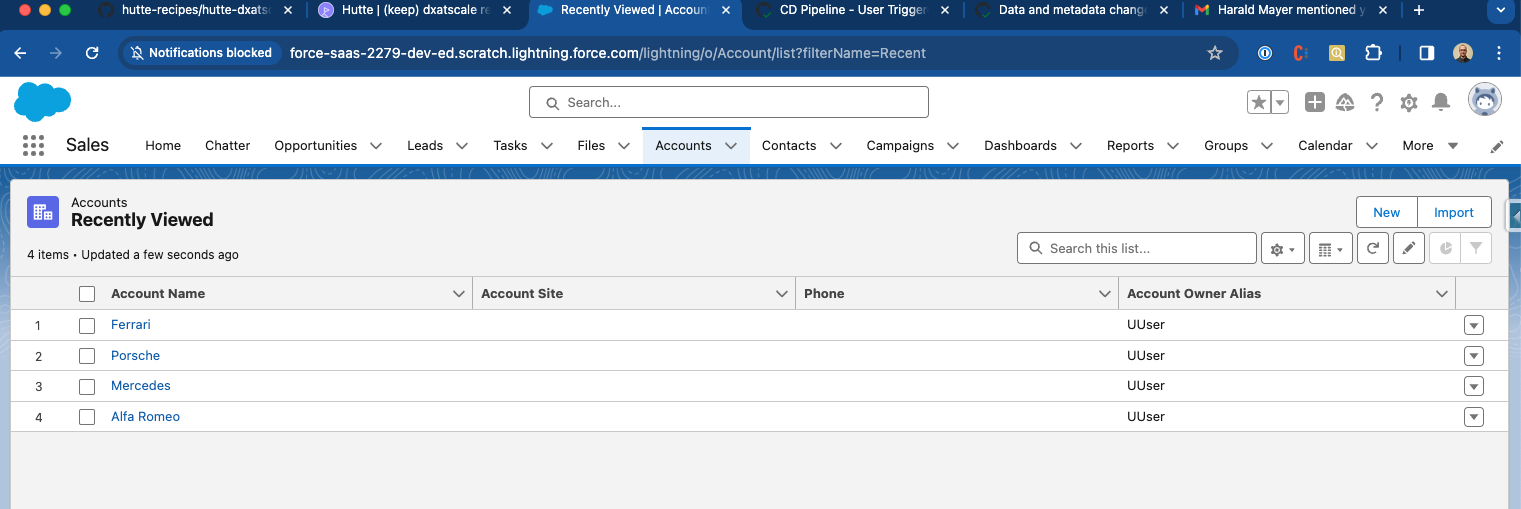 hutte-recipes/hutte-dxats
Hutte | (keep) dxatscale re
Recently Viewed | Accoun
CD Pipeline - User Trigger
Data and metadata chang
Harald Mayer mentioned y
Notifications blocked
force-saas-2279-dev-ed.scratch.lightning.force.com/lightning/o/Account/list?filterName=Recent
Search...
Sales Home Chatter Opportunities Leads Tasks Files Accounts Contacts Campaigns Dashboards Reports Groups Calendar More
Accounts
Recently Viewed
New Import
4 items • Updated a few seconds ago
Search this list...
Account Name Account Site Phone Account Owner Alias
1 Ferrari UUser
2 Porsche UUser
3 Mercedes UUser
4 Alfa Romeo UUser